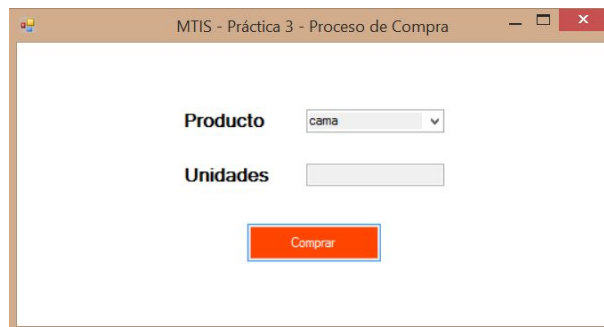 MTIS - Práctica 3 - Proceso de Compra
Producto cama
Unidades
Comprar